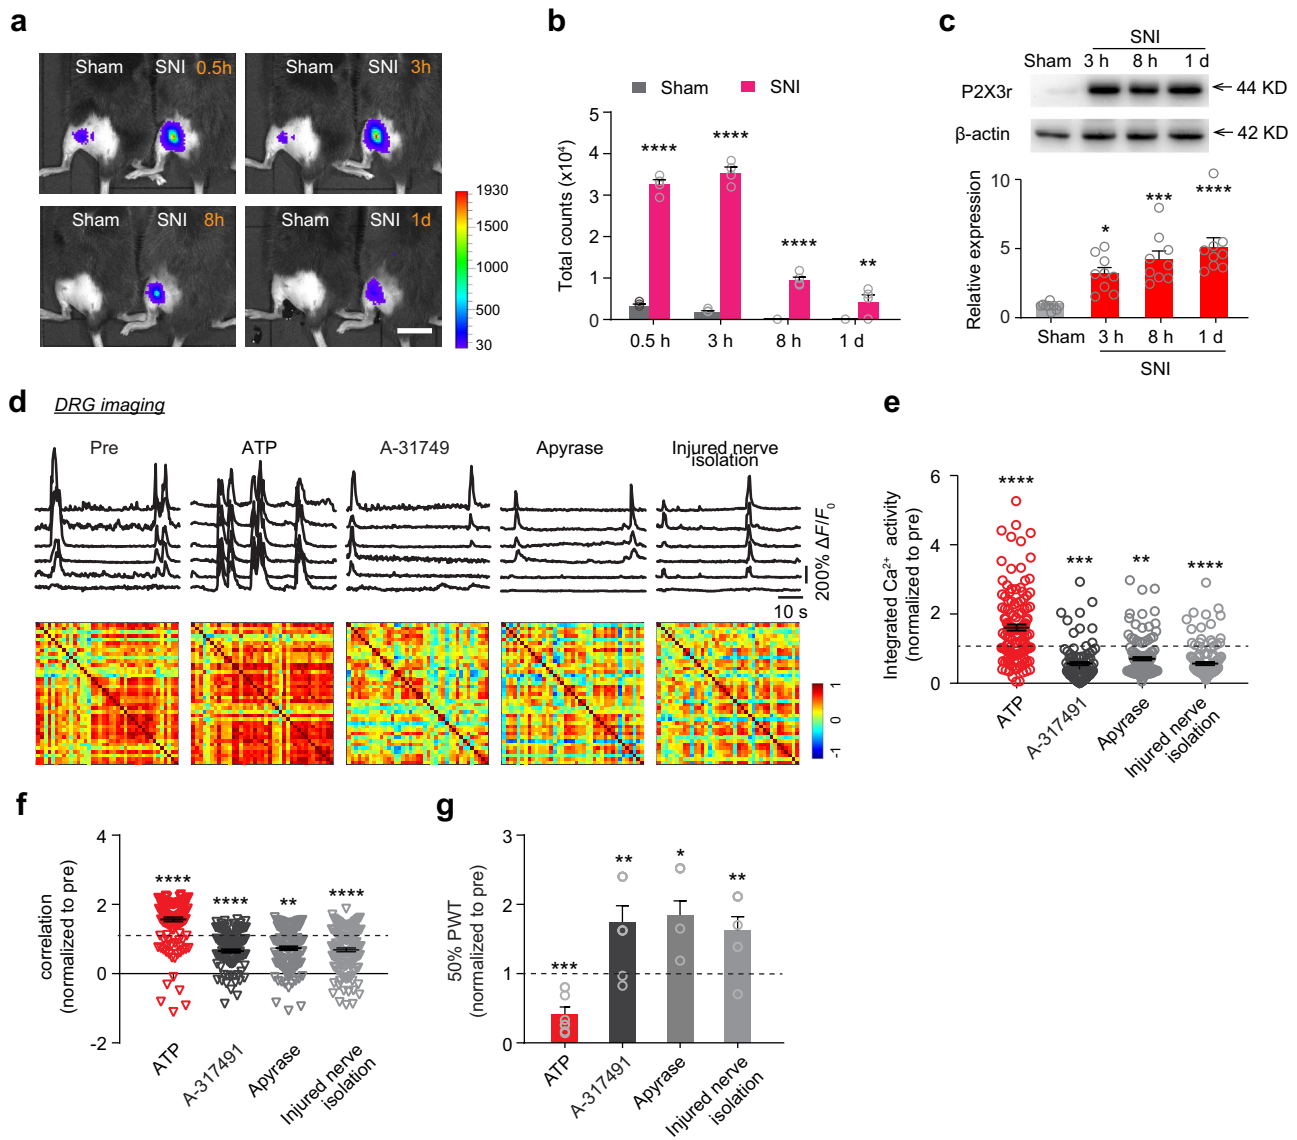 a
Sham SNI 0.5h
Sham SNI 3h
Sham SNI 8h
Sham SNI 1d
1930
1500
1000
500
30
b
Sham SNI
Total counts (x10⁴)
5
4
3
2
1
0
****
****
****
**
0.5 h 3 h 8 h 1 d
c
SNI
Sham 3 h 8 h 1 d
P2X3r ← 44 KD
β-actin ← 42 KD
Relative expression
10
5
0
*
***
****
Sham 3 h 8 h 1 d
SNI
d
DRG imaging
Pre ATP A-31749 Apyrase Injured nerve
isolation
200% ΔF/F₀
10 s
1
0
-1
e
Integrated Ca²⁺ activity
(normalized to pre)
6
4
2
0
****
***
**
****
ATP
A-317491
Apyrase
Injured nerve
isolation
f
correlation
(normalized to pre)
4
2
0
-2
****
****
**
****
ATP
A-317491
Apyrase
Injured nerve
isolation
g
50% PWT
(normalized to pre)
3
2
1
0
***
**
*
**
ATP
A-317491
Apyrase
Injured nerve
isolation